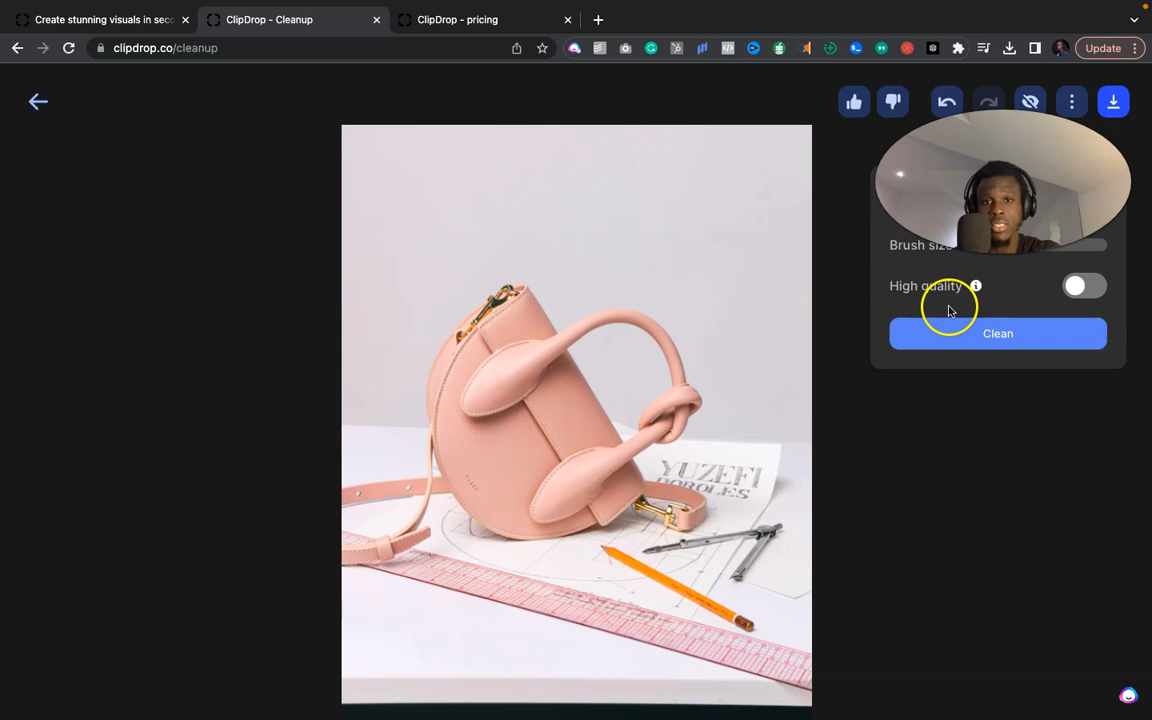 Create stunning visuals in seco
ClipDrop - Cleanup
ClipDrop - pricing
clipdrop.co/cleanup
Update
Brush size
High quality
Clean
YUZEFI
DOROLES